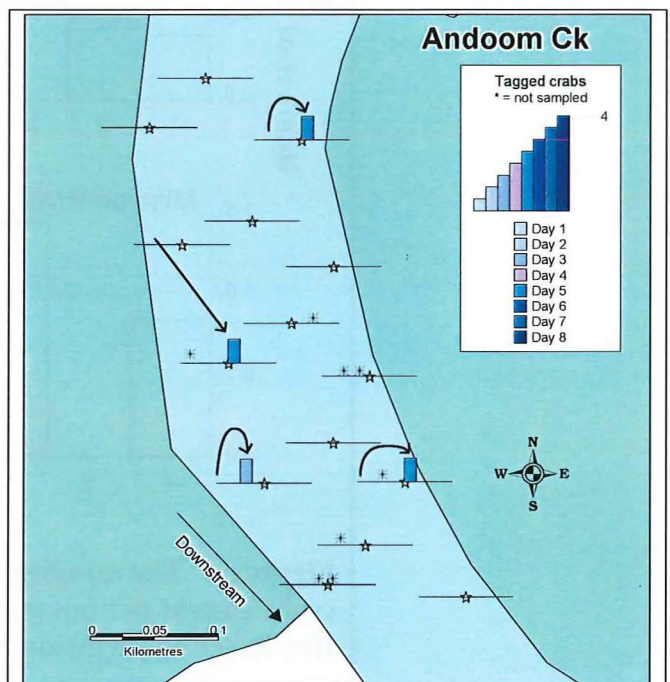 Andoom Ck
Tagged crabs
* = not sampled
4
Day 1
Day 2
Day 3
Day 4
Day 5
Day 6
Day 7
Day 8
N
W E
S
Downstream
0 0.05 0.1
Kilometres